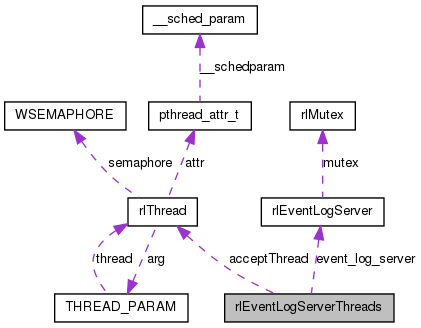 __sched_param
__schedparam
WSEMAPHORE
pthread_attr_t
rlMutex
semaphore
attr
mutex
rlThread
rlEventLogServer
thread
arg
acceptThread
event_log_server
THREAD_PARAM
rlEventLogServerThreads